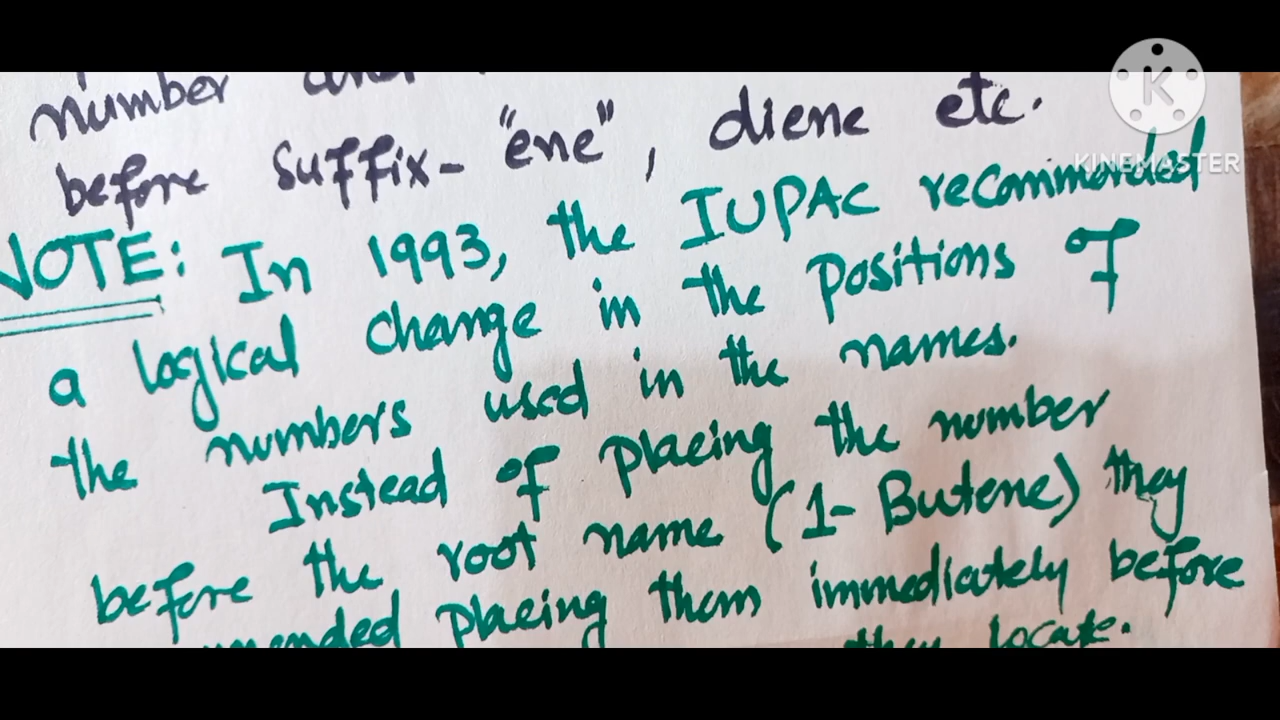 number
before suffix- "ene", diene etc.
NOTE: In 1993, the IUPAC recommended
a logical change in the positions of
the numbers used in the names.
Instead of placing the number
before the root name (1- Butene) they
placing them immediately before
they locate.
K
KINEMASTER